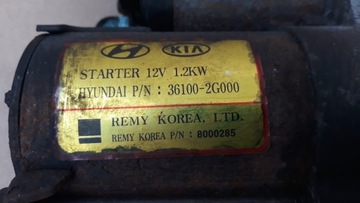 KIA
STARTER 12V 1.2KW
HYUNDAI P/N : 36100-2G000
REMY KOREA, LTD.
REMY KOREA P/N : 8000285